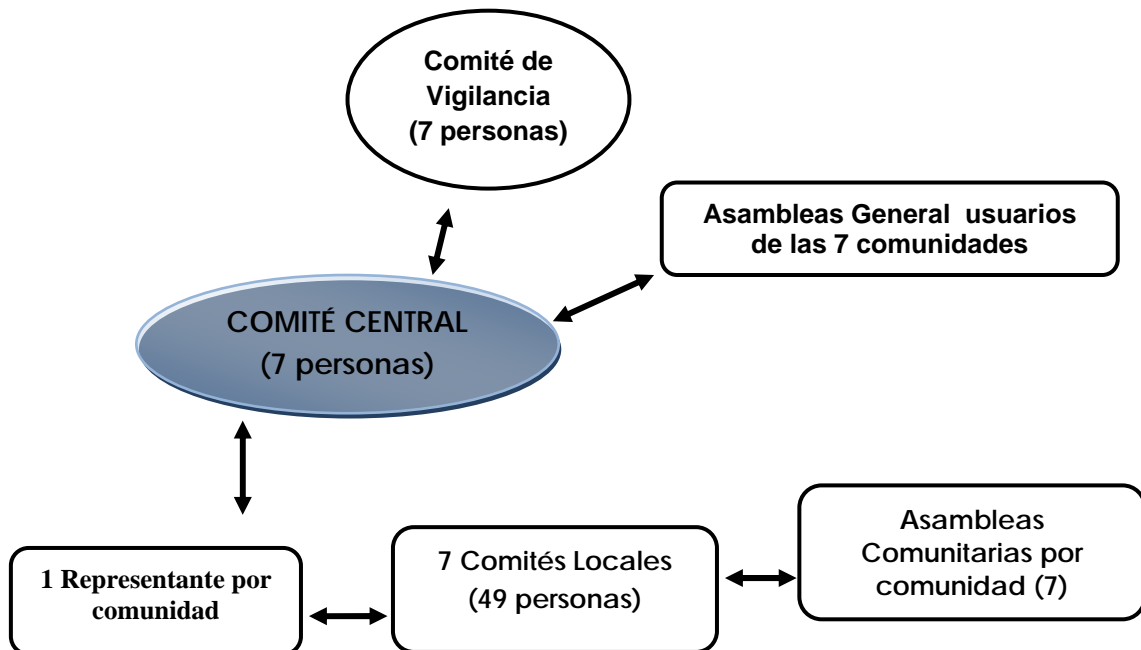 Comité de
Vigilancia
(7 personas)
Asambleas General usuarios
de las 7 comunidades
COMITÉ CENTRAL
(7 personas)
1 Representante por
comunidad
7 Comités Locales
(49 personas)
Asambleas
Comunitarias por
comunidad (7)